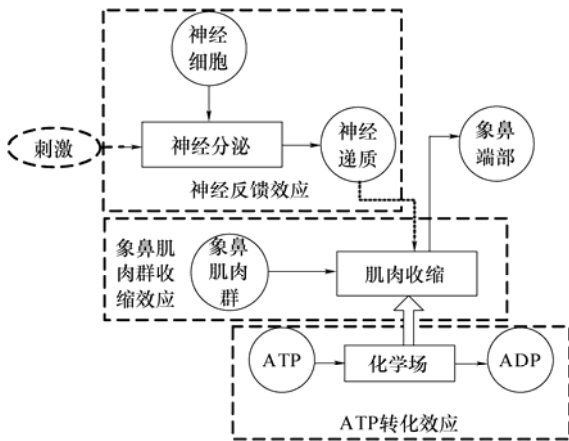 神经
细胞
刺激
神经分泌
神经
递质
象鼻
端部
神经反馈效应
象鼻肌
肉群收
缩效应
象鼻
肌肉
群
肌肉收缩
ATP
化学场
ADP
ATP转化效应